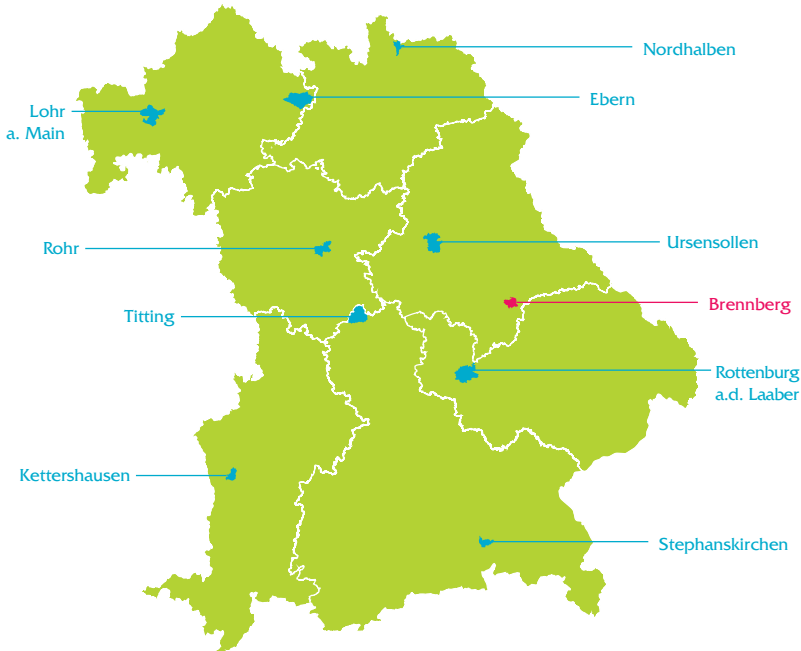 Nordhalben
Ebern
Lohr
a. Main
Rohr
Ursensollen
Brennberg
Titting
Rottenburg
a.d. Laaber
Kettershausen
Stephanskirchen